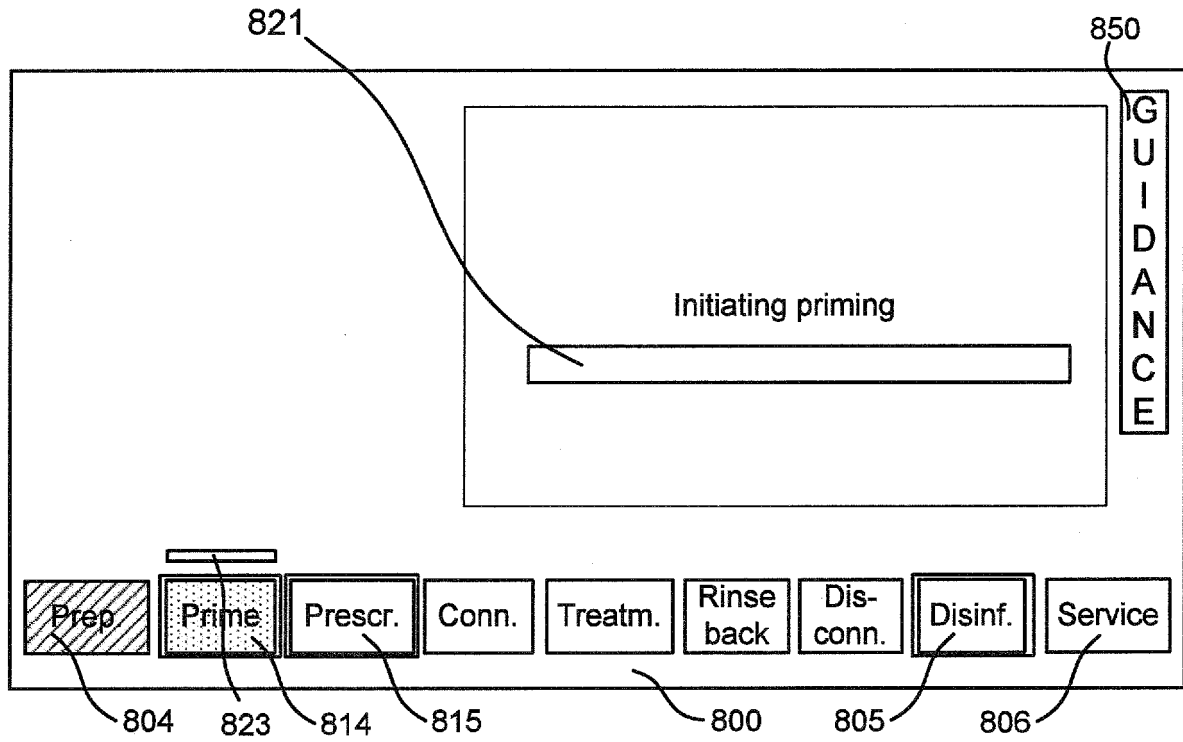 821
850
GUIDANCE
Initiating priming
Prep
Prime
Prescr.
Conn.
Treatm.
Rinse
back
Dis-
conn.
Disinf.
Service
804
823
814
815
800
805
806